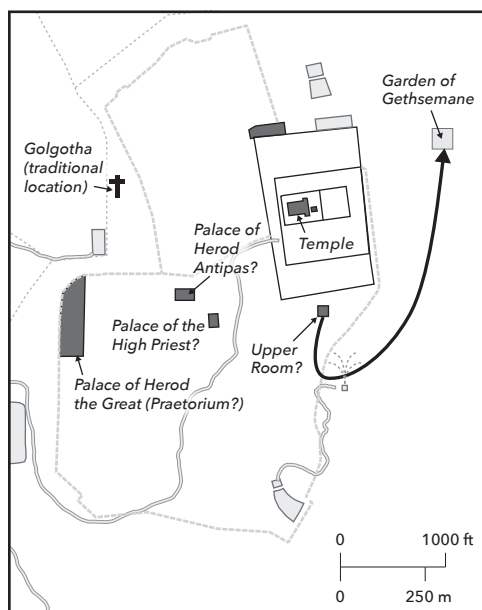 Garden of
Gethsemane
Golgotha
(traditional
location)
Palace of
Herod
Antipas?
Temple
Palace of the
High Priest?
Upper
Room?
Palace of Herod
the Great (Praetorium?)
0 1000 ft
0 250 m